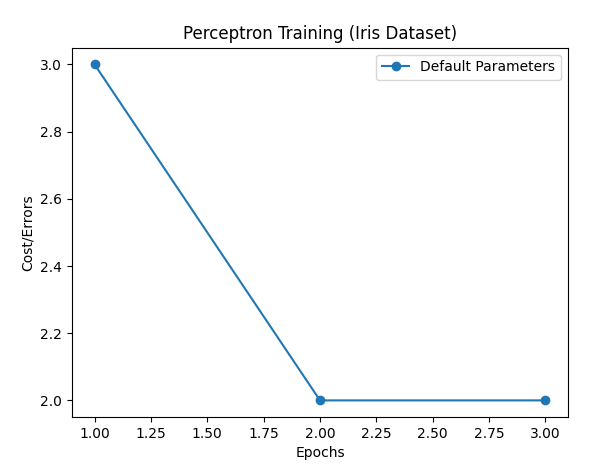 Perceptron Training (Iris Dataset)
Default Parameters
Cost/Errors
3.0
2.8
2.6
2.4
2.2
2.0
1.00 1.25 1.50 1.75 2.00 2.25 2.50 2.75 3.00
Epochs